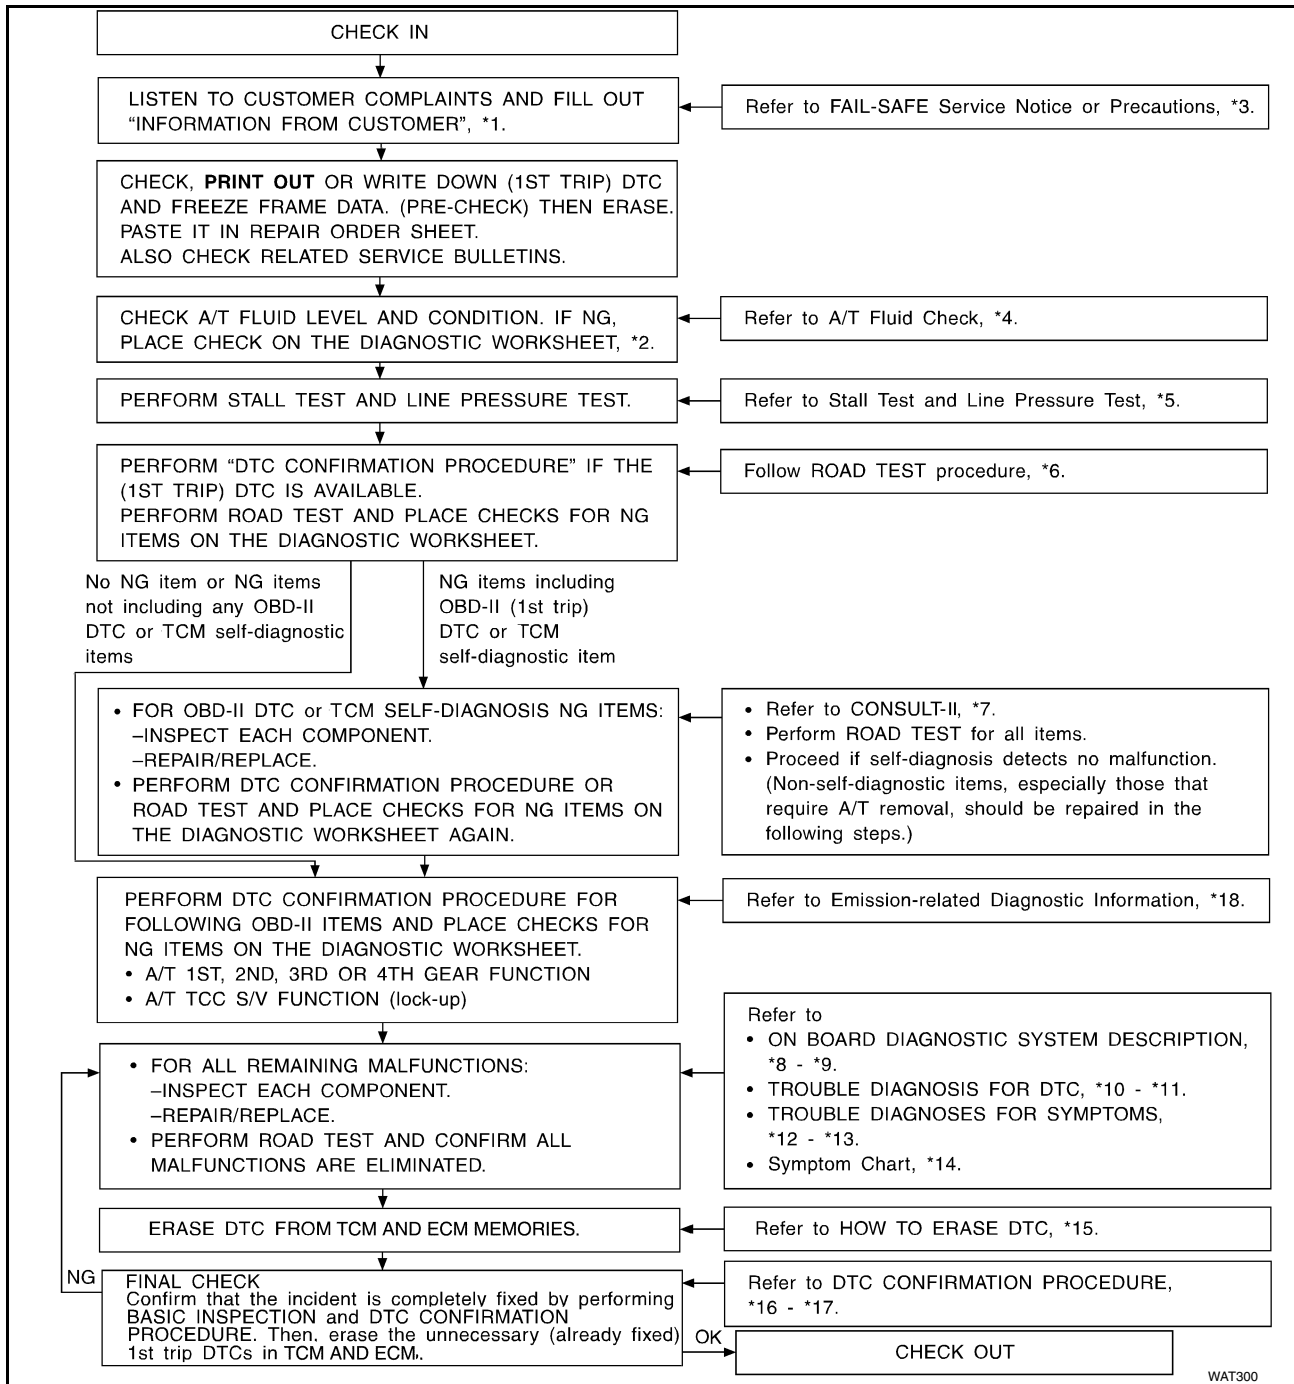 CHECK IN
LISTEN TO CUSTOMER COMPLAINTS AND FILL OUT
“INFORMATION FROM CUSTOMER”, *1.
Refer to FAIL-SAFE Service Notice or Precautions, *3.
CHECK, PRINT OUT OR WRITE DOWN (1ST TRIP) DTC
AND FREEZE FRAME DATA. (PRE-CHECK) THEN ERASE.
PASTE IT IN REPAIR ORDER SHEET.
ALSO CHECK RELATED SERVICE BULLETINS.
CHECK A/T FLUID LEVEL AND CONDITION. IF NG,
PLACE CHECK ON THE DIAGNOSTIC WORKSHEET, *2.
Refer to A/T Fluid Check, *4.
PERFORM STALL TEST AND LINE PRESSURE TEST.
Refer to Stall Test and Line Pressure Test, *5.
PERFORM “DTC CONFIRMATION PROCEDURE” IF THE
(1ST TRIP) DTC IS AVAILABLE.
PERFORM ROAD TEST AND PLACE CHECKS FOR NG
ITEMS ON THE DIAGNOSTIC WORKSHEET.
Follow ROAD TEST procedure, *6.
No NG item or NG items
not including any OBD-II
DTC or TCM self-diagnostic
items
NG items including
OBD-II (1st trip)
DTC or TCM
self-diagnostic item
• FOR OBD-II DTC or TCM SELF-DIAGNOSIS NG ITEMS:
–INSPECT EACH COMPONENT.
–REPAIR/REPLACE.
• PERFORM DTC CONFIRMATION PROCEDURE OR
ROAD TEST AND PLACE CHECKS FOR NG ITEMS ON
THE DIAGNOSTIC WORKSHEET AGAIN.
• Refer to CONSULT-II, *7.
• Perform ROAD TEST for all items.
• Proceed if self-diagnosis detects no malfunction.
(Non-self-diagnostic items, especially those that
require A/T removal, should be repaired in the
following steps.)
PERFORM DTC CONFIRMATION PROCEDURE FOR
FOLLOWING OBD-II ITEMS AND PLACE CHECKS FOR
NG ITEMS ON THE DIAGNOSTIC WORKSHEET.
• A/T 1ST, 2ND, 3RD OR 4TH GEAR FUNCTION
• A/T TCC S/V FUNCTION (lock-up)
Refer to Emission-related Diagnostic Information, *18.
• FOR ALL REMAINING MALFUNCTIONS:
–INSPECT EACH COMPONENT.
–REPAIR/REPLACE.
• PERFORM ROAD TEST AND CONFIRM ALL
MALFUNCTIONS ARE ELIMINATED.
Refer to
• ON BOARD DIAGNOSTIC SYSTEM DESCRIPTION,
*8 - *9.
• TROUBLE DIAGNOSIS FOR DTC, *10 - *11.
• TROUBLE DIAGNOSES FOR SYMPTOMS,
*12 - *13.
• Symptom Chart, *14.
ERASE DTC FROM TCM AND ECM MEMORIES.
Refer to HOW TO ERASE DTC, *15.
NG
FINAL CHECK
Confirm that the incident is completely fixed by performing
BASIC INSPECTION and DTC CONFIRMATION
PROCEDURE. Then, erase the unnecessary (already fixed)
1st trip DTCs in TCM AND ECM.
Refer to DTC CONFIRMATION PROCEDURE,
*16 - *17.
OK
CHECK OUT
WAT300